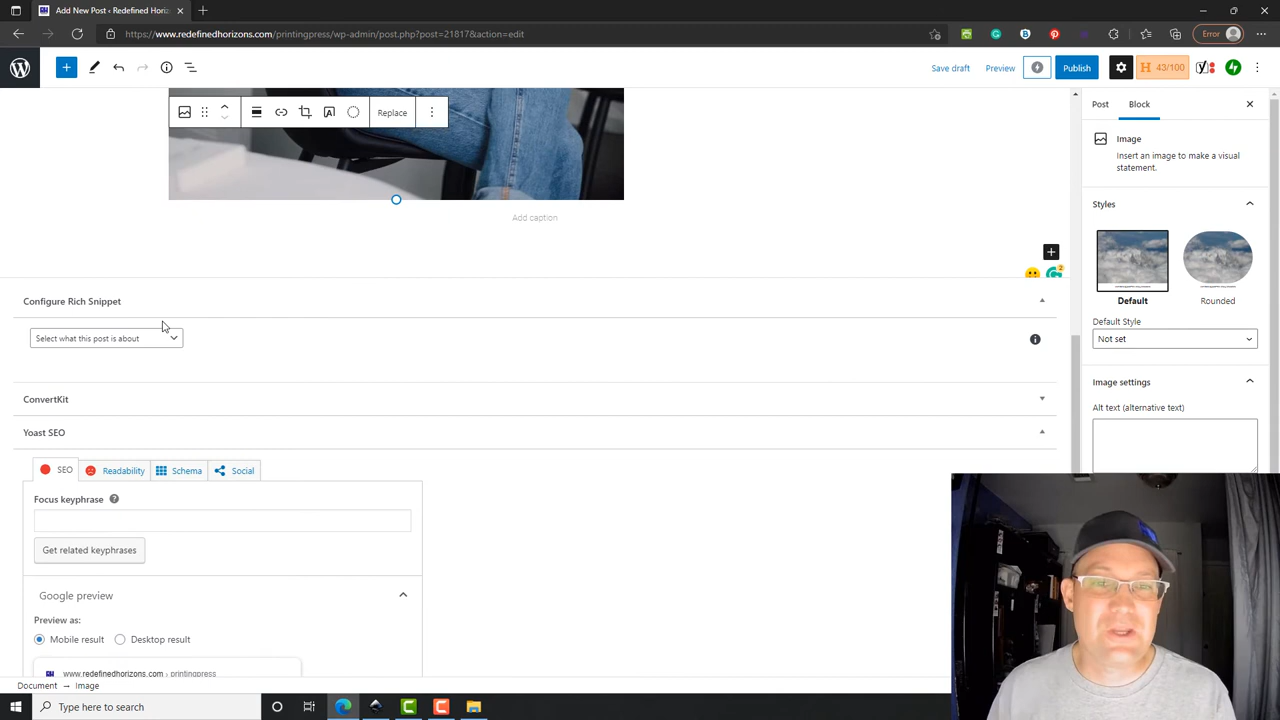 Add New Post ‹ Redefined Horiz
https://www.redefinedhorizons.com/printingpress/wp-admin/post.php?post=21817&action=edit
Error
Save draft
Preview
Publish
43/100
Replace
Post
Block
Image
Insert an image to make a visual
statement.
Styles
Default
Rounded
Default Style
Not set
Image settings
Alt text (alternative text)
Add caption
2
Configure Rich Snippet
Select what this post is about
ConvertKit
Yoast SEO
SEO
Readability
Schema
Social
Focus keyphrase
Get related keyphrases
Google preview
Preview as:
Mobile result
Desktop result
www.redefinedhorizons.com › printingpress
Document → Image
Type here to search